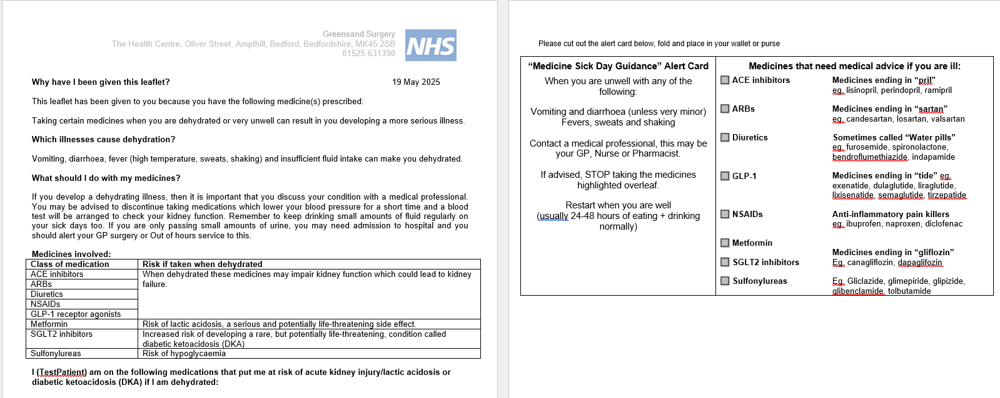 Greensand Surgery
The Health Centre, Oliver Street, Ampthill, Bedford, Bedfordshire, MK45 2SB
01525 631390
NHS
Why have I been given this leaflet?
19 May 2025
This leaflet has been given to you because you have the following medicine(s) prescribed:
Taking certain medicines when you are dehydrated or very unwell can result in you developing a more serious illness.
Which illnesses cause dehydration?
Vomiting, diarrhoea, fever (high temperature, sweats, shaking) and insufficient fluid intake can make you dehydrated.
What should I do with my medicines?
If you develop a dehydrating illness, then it is important that you discuss your condition with a medical professional.
You may be advised to discontinue taking medications which lower your blood pressure for a short time and a blood
test will be arranged to check your kidney function. Remember to keep drinking small amounts of fluid regularly on
your sick days too. If you are only passing small amounts of urine, you may need admission to hospital and you
should alert your GP surgery or Out of hours service to this.
Medicines involved:
Class of medication
Risk if taken when dehydrated
ACE inhibitors
When dehydrated these medicines may impair kidney function which could lead to kidney
failure.
ARBs
Diuretics
NSAIDs
GLP-1 receptor agonists
Metformin
Risk of lactic acidosis, a serious and potentially life-threatening side effect.
SGLT2 inhibitors
Increased risk of developing a rare, but potentially life-threatening, condition called
diabetic ketoacidosis (DKA)
Sulfonylureas
Risk of hypoglycaemia
I (TestPatient) am on the following medications that put me at risk of acute kidney injury/lactic acidosis or
diabetic ketoacidosis (DKA) if I am dehydrated:
Please cut out the alert card below, fold and place in your wallet or purse
“Medicine Sick Day Guidance” Alert Card
When you are unwell with any of the
following:
Vomiting and diarrhoea (unless very minor)
Fevers, sweats and shaking
Contact a medical professional, this may be
your GP, Nurse or Pharmacist.
If advised, STOP taking the medicines
highlighted overleaf.
Restart when you are well
(usually 24-48 hours of eating + drinking
normally)
Medicines that need medical advice if you are ill:
ACE inhibitors
Medicines ending in “pril”
eg. lisinopril, perindopril, ramipril
ARBs
Medicines ending in “sartan”
eg. candesartan, losartan, valsartan
Diuretics
Sometimes called “Water pills”
eg. furosemide, spironolactone,
bendroflumethiazide, indapamide
GLP-1
Medicines ending in “tide” eg.
exenatide, dulaglutide, liraglutide,
lixisenatide, semaglutide, tirzepatide
NSAIDs
Anti-inflammatory pain killers
eg. ibuprofen, naproxen, diclofenac
Metformin
Medicines ending in “gliflozin”
SGLT2 inhibitors
Eg. canagliflozin, dapaglifozin
Sulfonylureas
Eg. Gliclazide, glimepiride, glipizide,
glibenclamide, tolbutamide